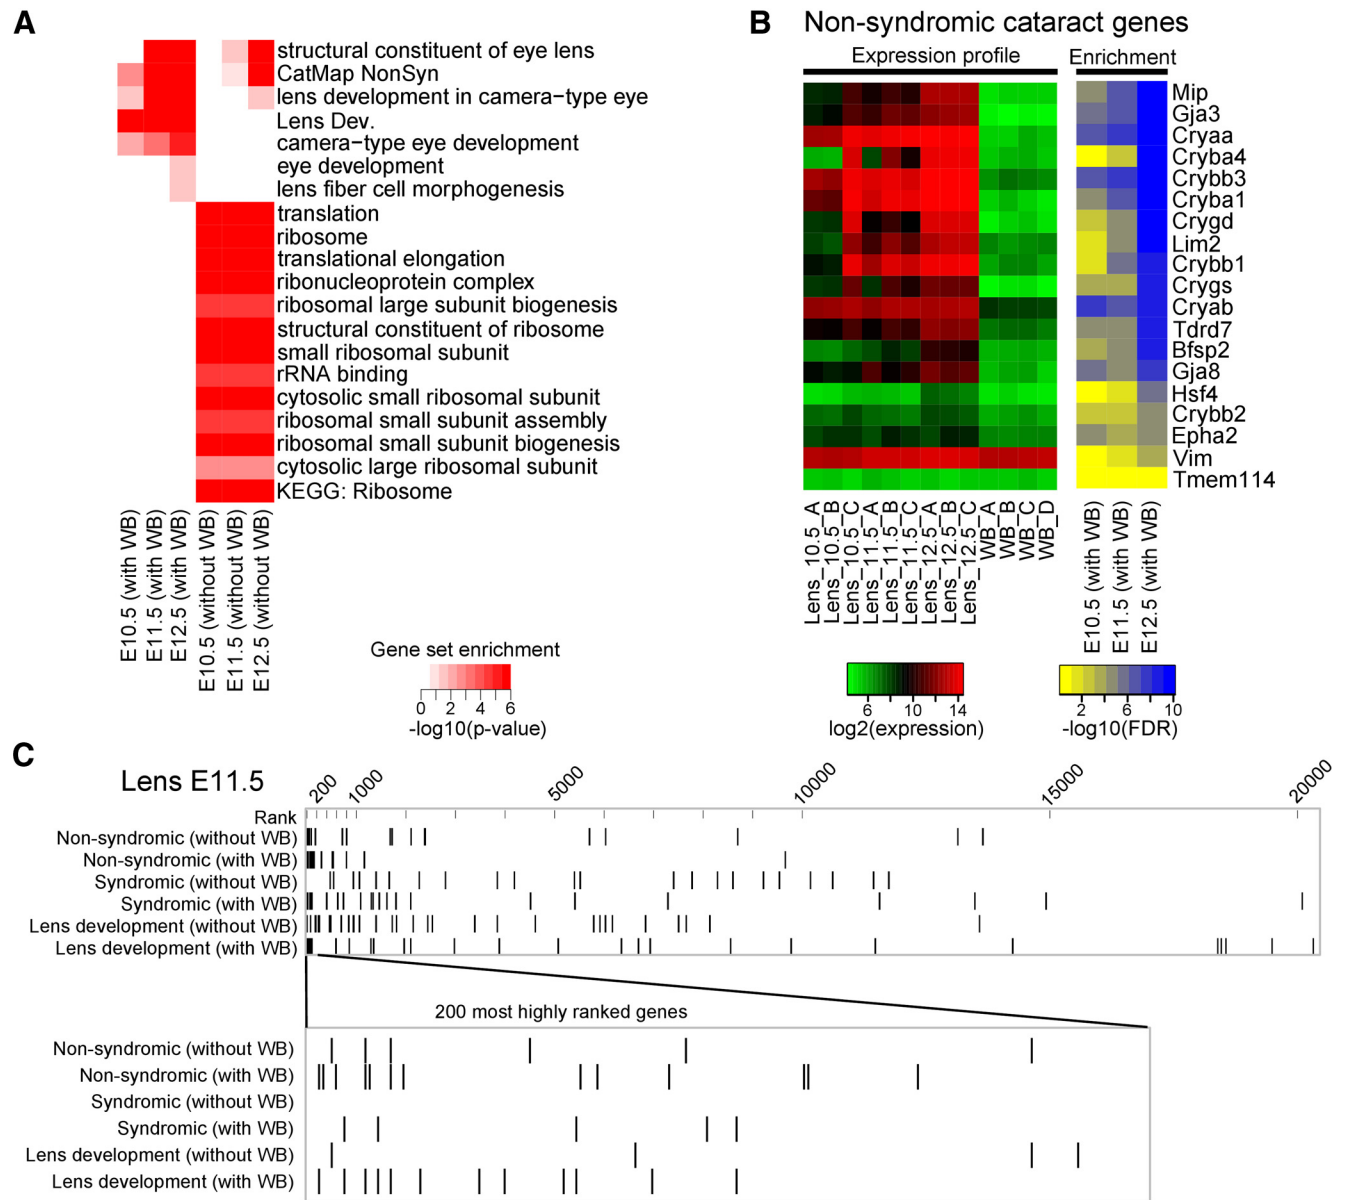 A
structural constituent of eye lens
CatMap NonSyn
lens development in camera−type eye
Lens Dev.
camera−type eye development
eye development
lens fiber cell morphogenesis
translation
ribosome
translational elongation
ribonucleoprotein complex
ribosomal large subunit biogenesis
structural constituent of ribosome
small ribosomal subunit
rRNA binding
cytosolic small ribosomal subunit
ribosomal small subunit assembly
ribosomal small subunit biogenesis
cytosolic large ribosomal subunit
KEGG: Ribosome
E10.5 (with WB)
E11.5 (with WB)
E12.5 (with WB)
E10.5 (without WB)
E11.5 (without WB)
E12.5 (without WB)
Gene set enrichment
0 2 4 6
-log10(p-value)
B
Non-syndromic cataract genes
Expression profile
Enrichment
Mip
Gja3
Cryaa
Cryba4
Crybb3
Cryba1
Crygd
Lim2
Crybb1
Crygs
Cryab
Tdrd7
Bfsp2
Gja8
Hsf4
Crybb2
Epha2
Vim
Tmem114
Lens_10.5_A
Lens_10.5_B
Lens_10.5_C
Lens_11.5_A
Lens_11.5_B
Lens_11.5_C
Lens_12.5_A
Lens_12.5_B
Lens_12.5_C
WB_A
WB_B
WB_C
WB_D
E10.5 (with WB)
E11.5 (with WB)
E12.5 (with WB)
6 10 14
log2(expression)
2 6 10
-log10(FDR)
C
Lens E11.5
200 1000 5000 10000 15000 20000
Rank
Non-syndromic (without WB)
Non-syndromic (with WB)
Syndromic (without WB)
Syndromic (with WB)
Lens development (without WB)
Lens development (with WB)
200 most highly ranked genes
Non-syndromic (without WB)
Non-syndromic (with WB)
Syndromic (without WB)
Syndromic (with WB)
Lens development (without WB)
Lens development (with WB)